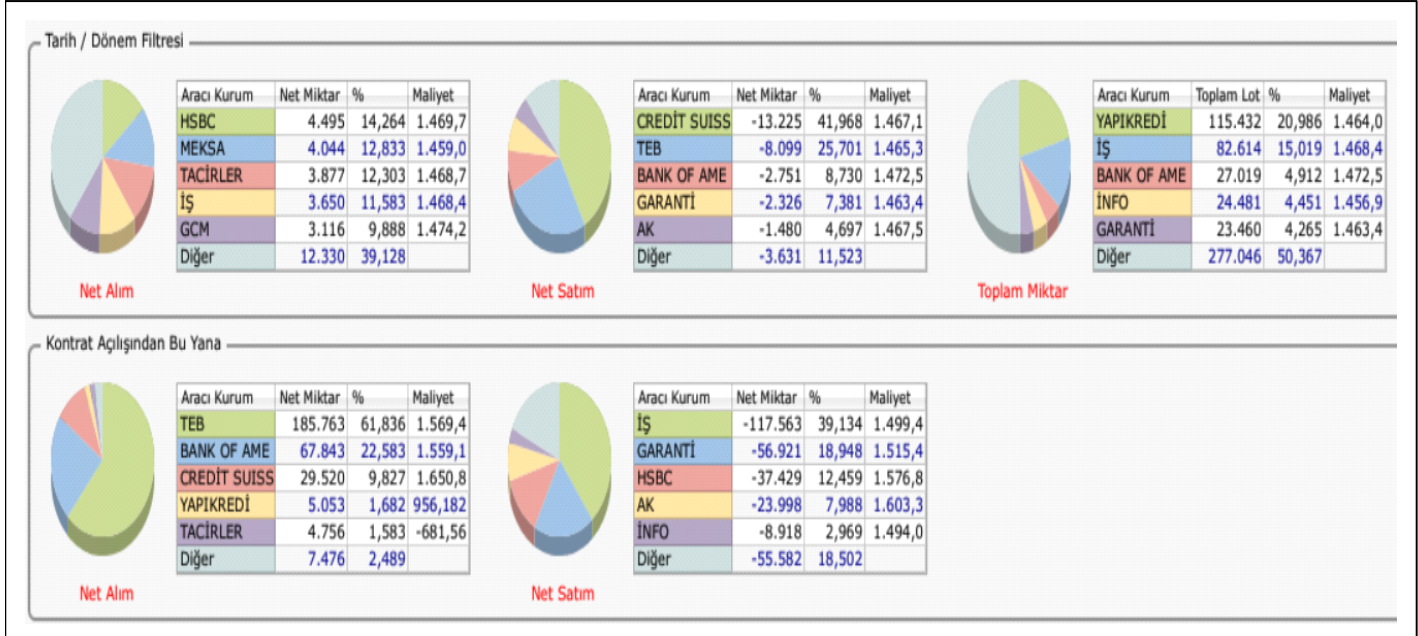 Tarih / Dönem Filtresi
Aracı Kurum Net Miktar % Maliyet
HSBC 4.495 14,264 1.469,7
MEKSA 4.044 12,833 1.459,0
TACİRLER 3.877 12,303 1.468,7
İŞ 3.650 11,583 1.468,4
GCM 3.116 9,888 1.474,2
Diğer 12.330 39,128
Net Alım
Aracı Kurum Net Miktar % Maliyet
CREDİT SUISS -13.225 41,968 1.467,1
TEB -8.099 25,701 1.465,3
BANK OF AME -2.751 8,730 1.472,5
GARANTİ -2.326 7,381 1.463,4
AK -1.480 4,697 1.467,5
Diğer -3.631 11,523
Net Satım
Aracı Kurum Toplam Lot % Maliyet
YAPIKREDİ 115.432 20,986 1.464,0
İŞ 82.614 15,019 1.468,4
BANK OF AME 27.019 4,912 1.472,5
İNFO 24.481 4,451 1.456,9
GARANTİ 23.460 4,265 1.463,4
Diğer 277.046 50,367
Toplam Miktar
Kontrat Açılışından Bu Yana
Aracı Kurum Net Miktar % Maliyet
TEB 185.763 61,836 1.569,4
BANK OF AME 67.843 22,583 1.559,1
CREDİT SUISS 29.520 9,827 1.650,8
YAPIKREDİ 5.053 1,682 956,182
TACİRLER 4.756 1,583 -681,56
Diğer 7.476 2,489
Net Alım
Aracı Kurum Net Miktar % Maliyet
İŞ -117.563 39,134 1.499,4
GARANTİ -56.921 18,948 1.515,4
HSBC -37.429 12,459 1.576,8
AK -23.998 7,988 1.603,3
İNFO -8.918 2,969 1.494,0
Diğer -55.582 18,502
Net Satım